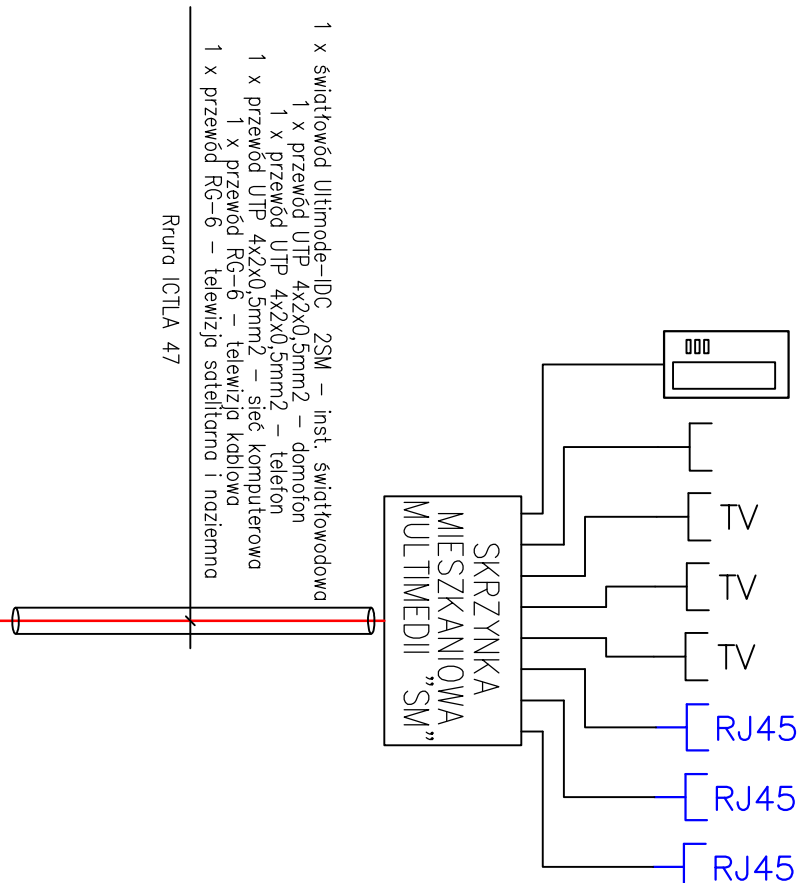 1 x światłowód Ultimode-IDC 2SM - inst. światłowodowa
1 x przewód UTP 4x2x0,5mm2 - domofon
1 x przewód UTP 4x2x0,5mm2 - telefon
1 x przewód UTP 4x2x0,5mm2 - sieć komputerowa
1 x przewód RG-6 - telewizja kablowa
1 x przewód RG-6 - telewizja satelitarna i naziemna
Rrura ICTLA 47
SKRZYNKA
MIESZKANIOWA
MULTIMEDII "SM"
TV
TV
TV
RJ45
RJ45
RJ45